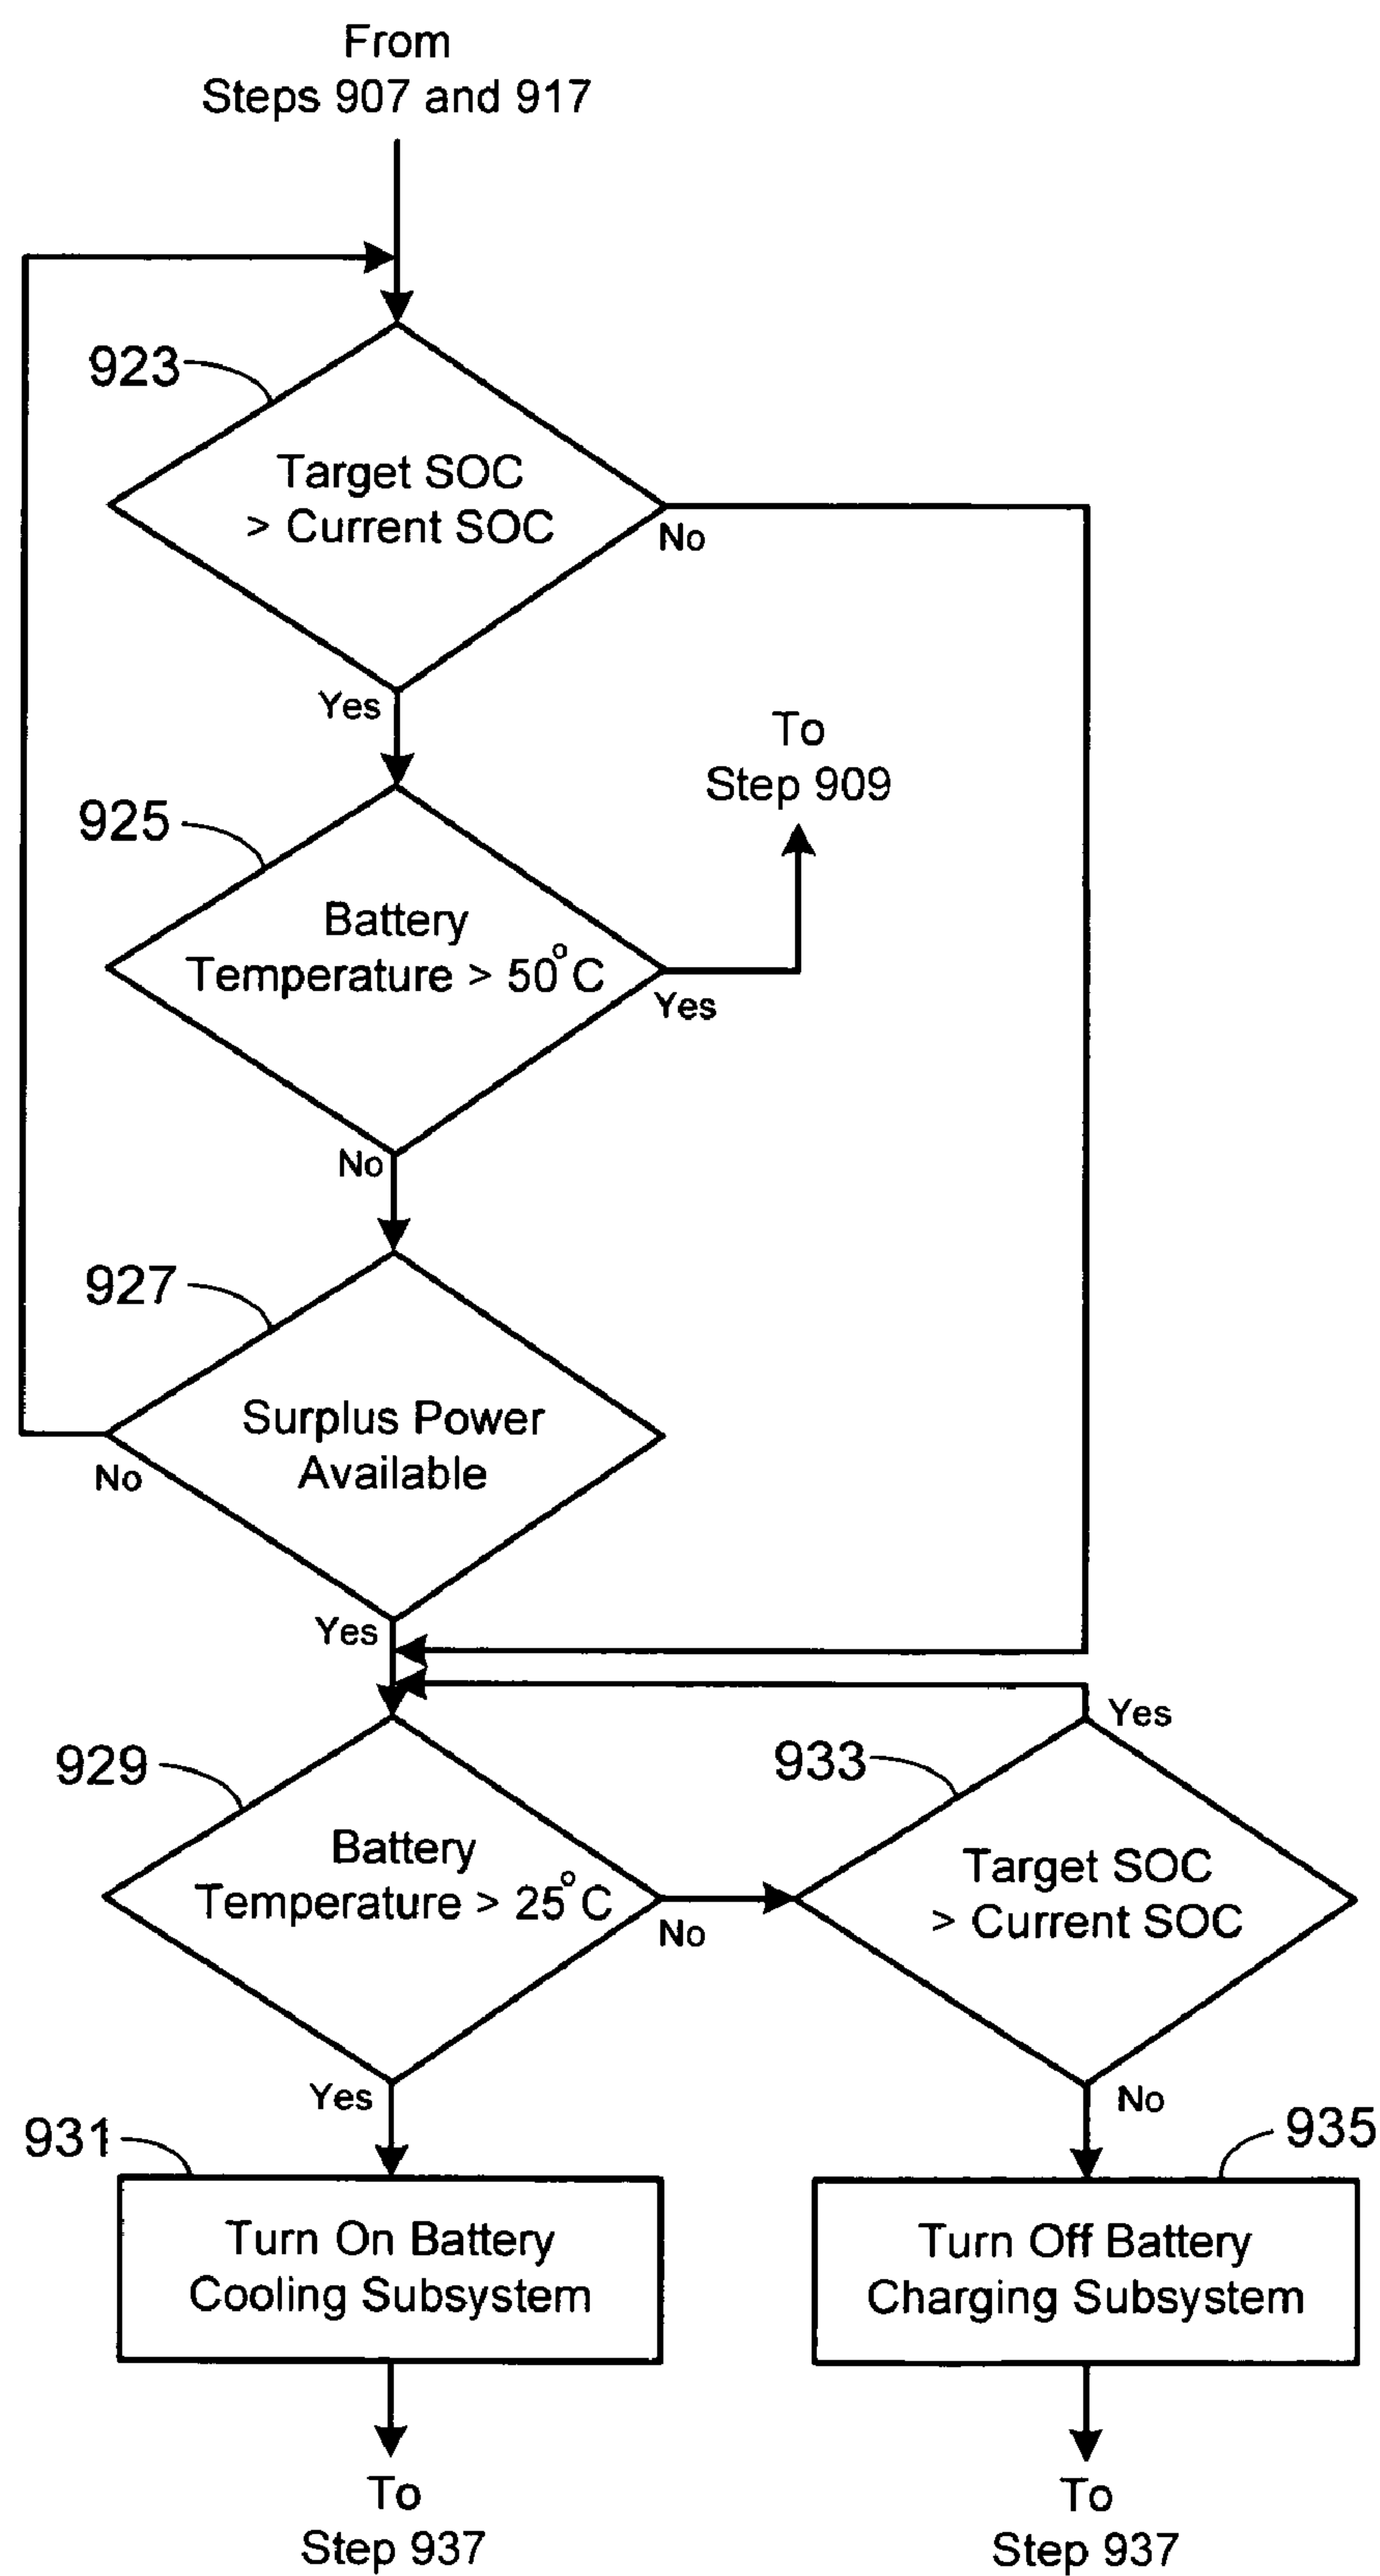 From
Steps 907 and 917
923
Target SOC
> Current SOC
No
Yes
To
Step 909
925
Battery
Temperature > 50°C
Yes
No
927
Surplus Power
Available
No
Yes
929
Battery
Temperature > 25°C
No
Yes
933
Yes
Target SOC
> Current SOC
No
931
Turn On Battery
Cooling Subsystem
935
Turn Off Battery
Charging Subsystem
To
Step 937
To
Step 937